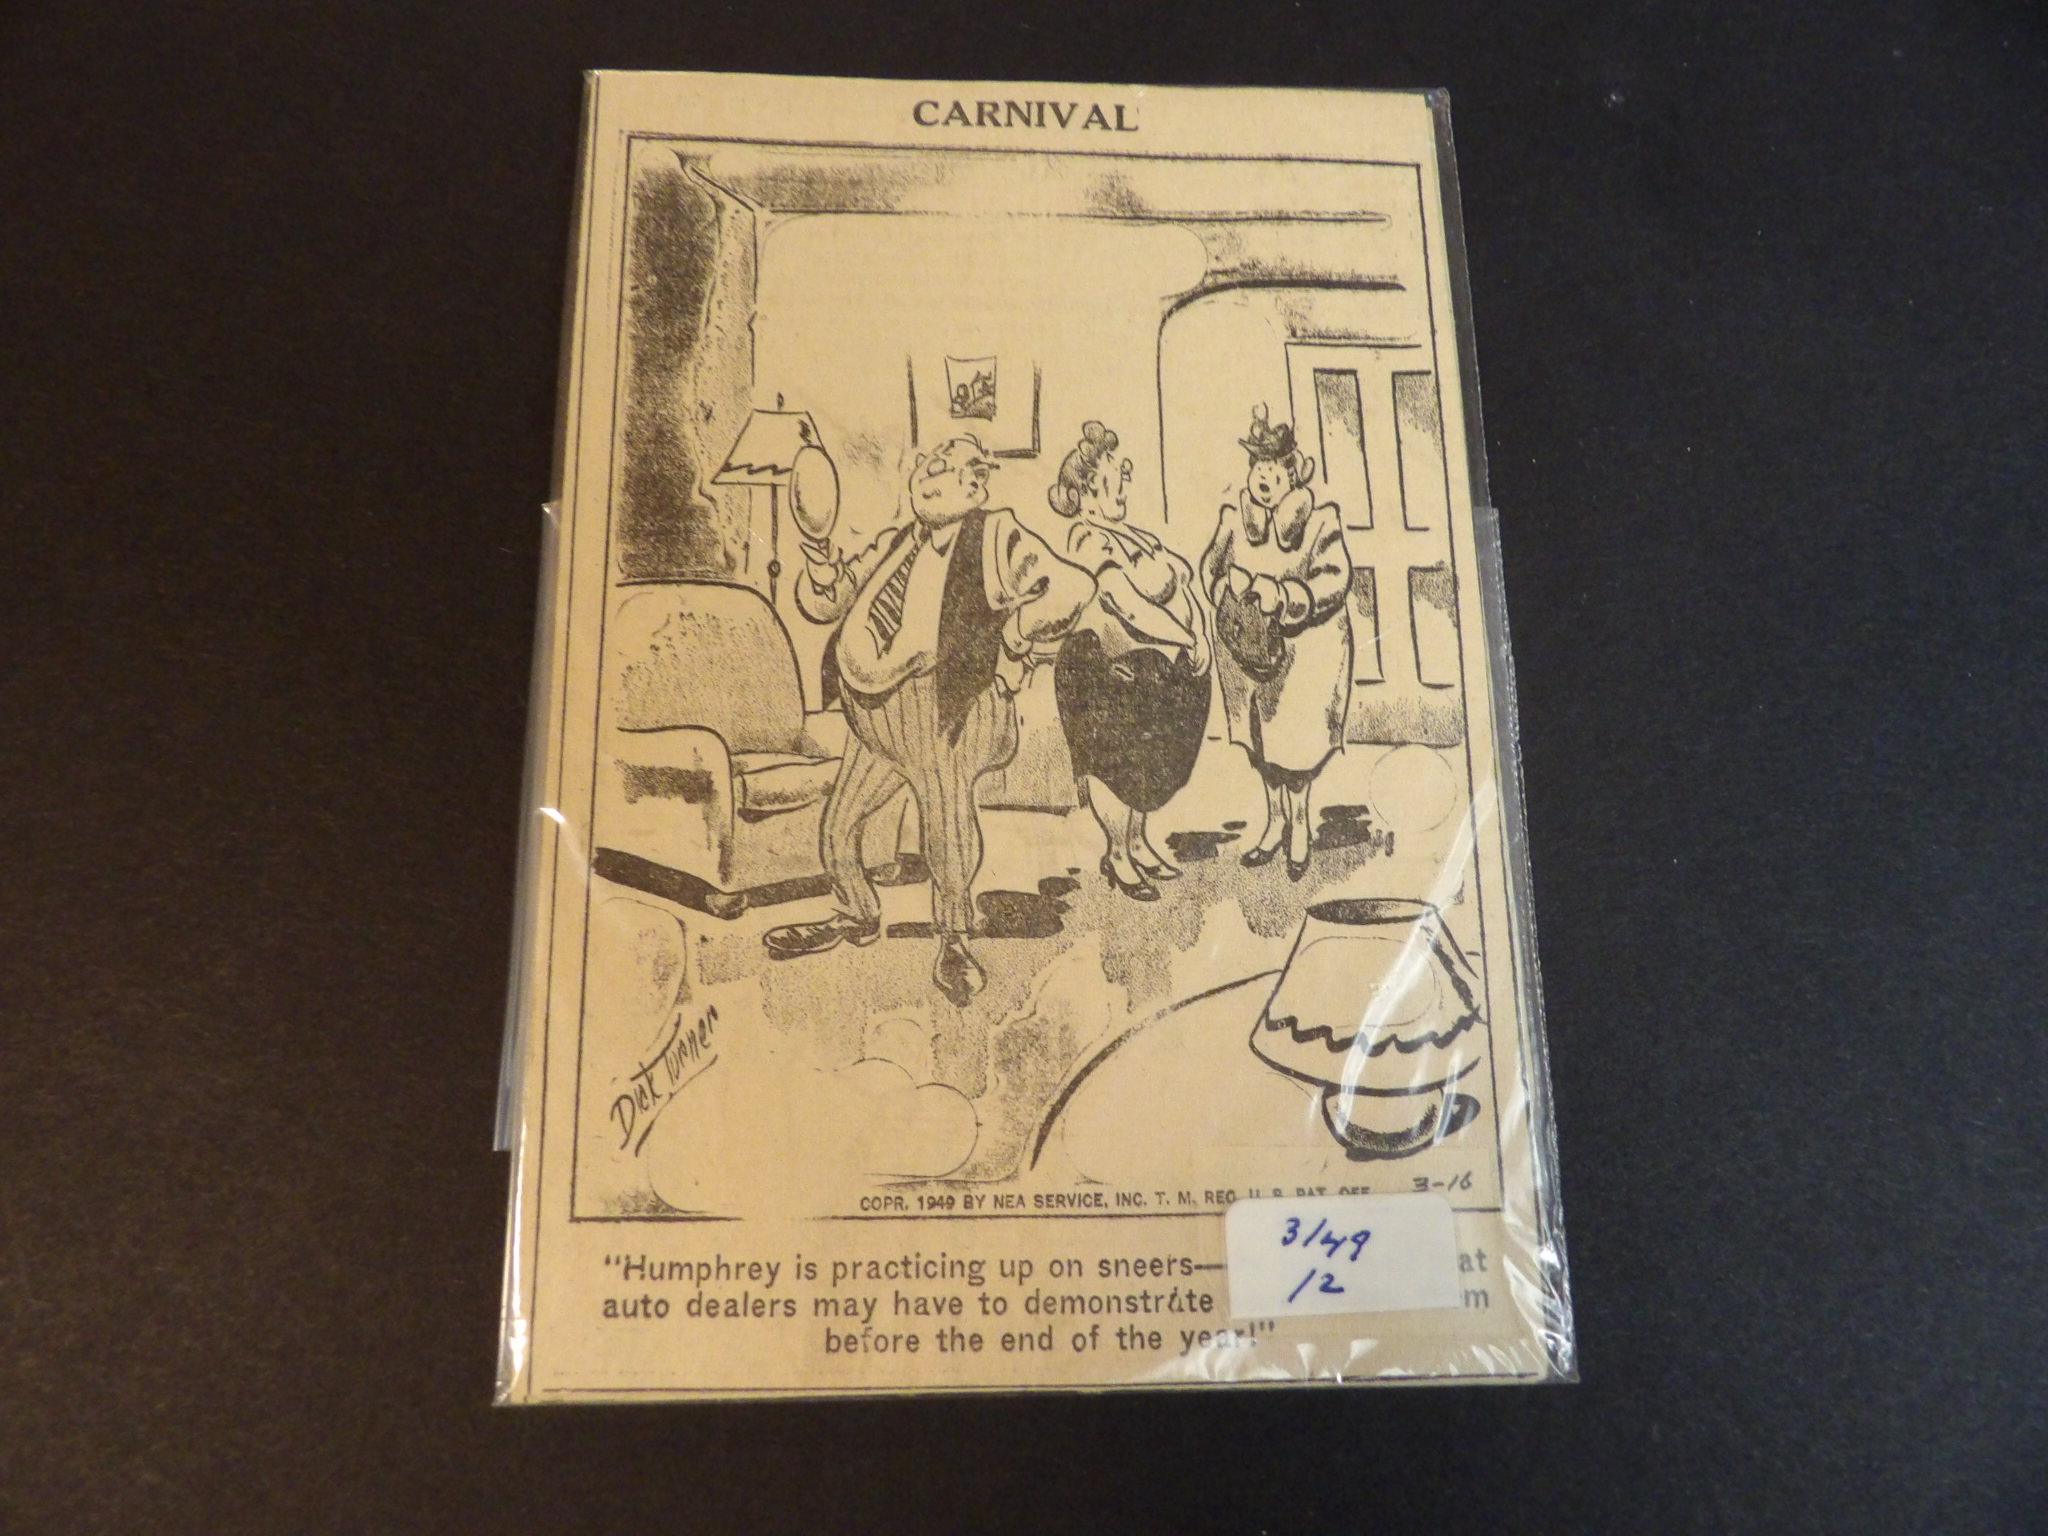 CARNIVAL
Dick Turner
COPR. 1949 BY NEA SERVICE, INC. T. M. REG. U. S. PAT. OFF. 3-16
3/49
12
"Humphrey is practicing up on sneers— at
auto dealers may have to demonstrate
before the end of the year!"